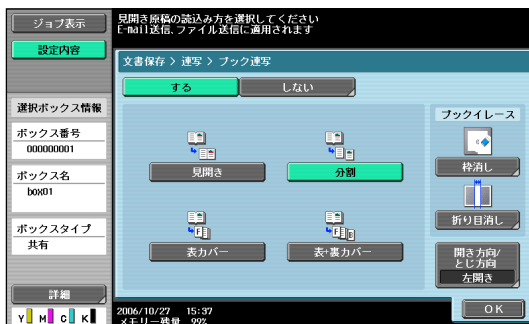 ジョブ表示
設定内容
見開き原稿の読込み方を選択してください
E-mail送信､ファイル送信に適用されます
文書保存 > 連写 > ブック連写
する
しない
選択ボックス情報
ボックス番号
000000001
ボックス名
box01
ボックスタイプ
共有
詳細
見開き
分割
表カバー
表+裏カバー
ブックイレース
枠消し
折り目消し
開き方向/
とじ方向
左開き
OK
Y M C K
2006/10/27 15:37
メモリー残量 99%